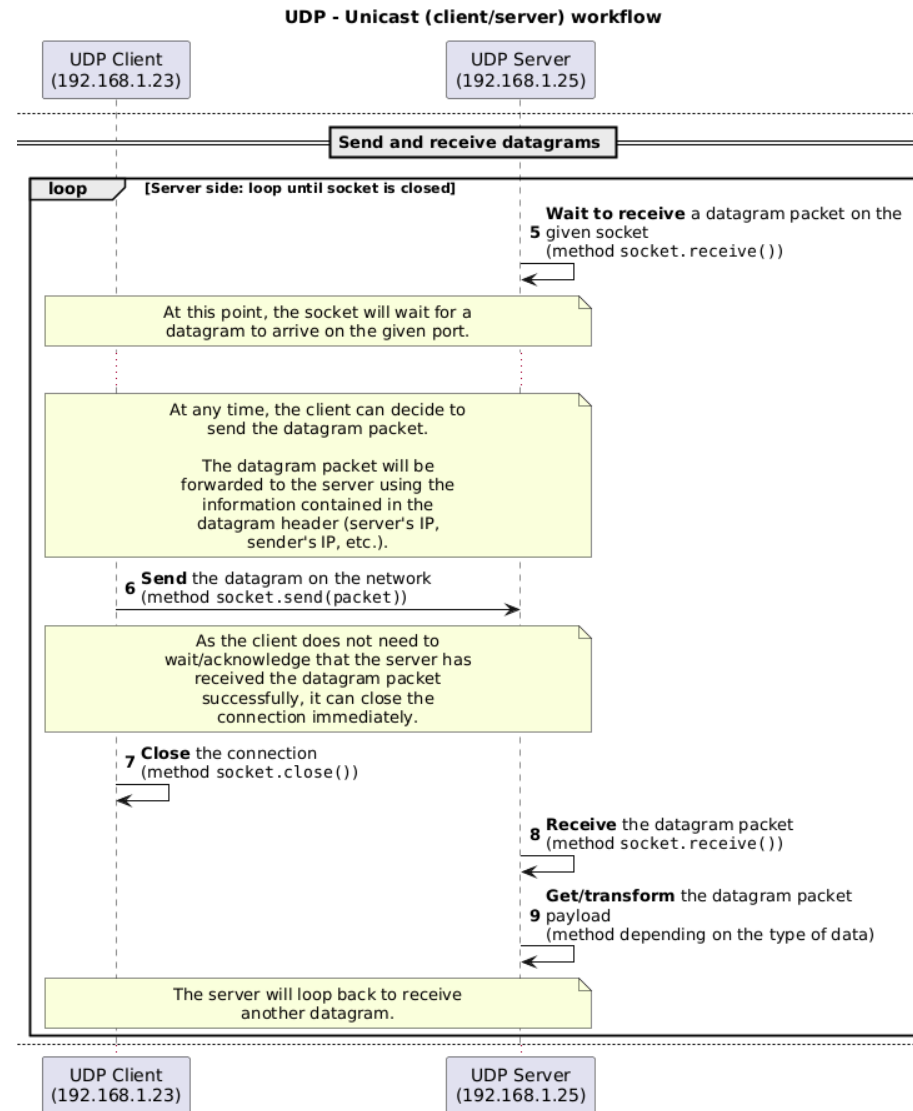 UDP - Unicast (client/server) workflow
UDP Client
(192.168.1.23)
UDP Server
(192.168.1.25)
Send and receive datagrams
loop
[Server side: loop until socket is closed]
Wait to receive a datagram packet on the
5 given socket
(method socket.receive())
At this point, the socket will wait for a
datagram to arrive on the given port.
At any time, the client can decide to
send the datagram packet.
The datagram packet will be
forwarded to the server using the
information contained in the
datagram header (server's IP,
sender's IP, etc.).
6 Send the datagram on the network
(method socket.send(packet))
As the client does not need to
wait/acknowledge that the server has
received the datagram packet
successfully, it can close the
connection immediately.
7 Close the connection
(method socket.close())
8 Receive the datagram packet
(method socket.receive())
Get/transform the datagram packet
9 payload
(method depending on the type of data)
The server will loop back to receive
another datagram.
UDP Client
(192.168.1.23)
UDP Server
(192.168.1.25)